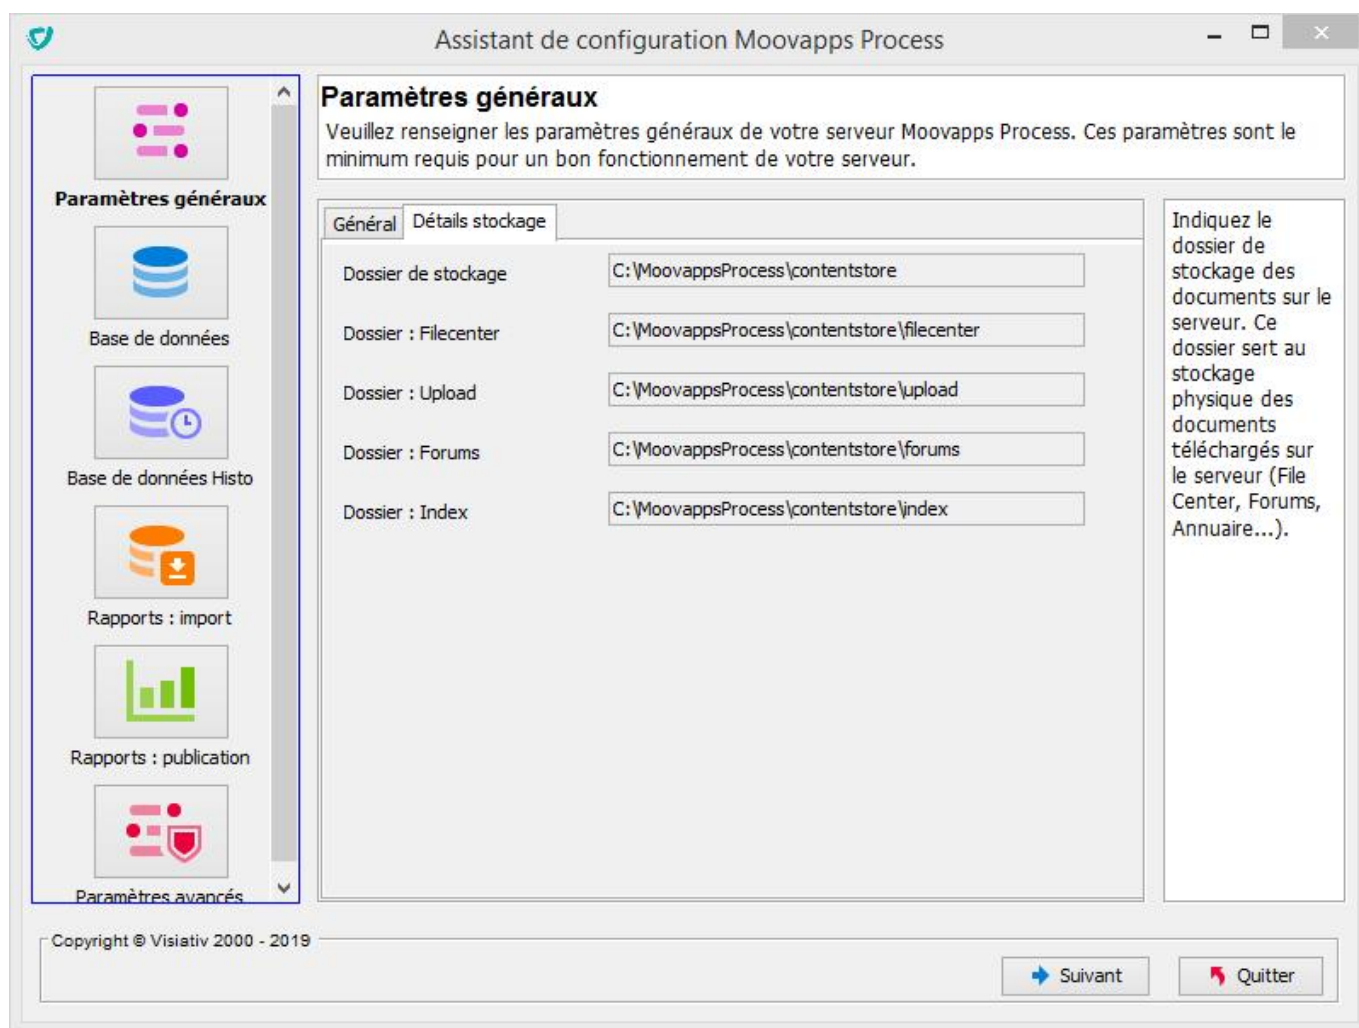 Assistant de configuration Moovapps Process
Paramètres généraux
Base de données
Base de données Histo
Rapports : import
Rapports : publication
Paramètres avancés
Paramètres généraux
Veuillez renseigner les paramètres généraux de votre serveur Moovapps Process. Ces paramètres sont le
minimum requis pour un bon fonctionnement de votre serveur.
Général Détails stockage
Dossier de stockage C:\MoovappsProcess\contentstore
Dossier : Filecenter C:\MoovappsProcess\contentstore\filecenter
Dossier : Upload C:\MoovappsProcess\contentstore\upload
Dossier : Forums C:\MoovappsProcess\contentstore\forums
Dossier : Index C:\MoovappsProcess\contentstore\index
Indiquez le
dossier de
stockage des
documents sur le
serveur. Ce
dossier sert au
stockage
physique des
documents
téléchargés sur
le serveur (File
Center, Forums,
Annuaire...).
Copyright © Visiativ 2000 - 2019
Suivant Quitter